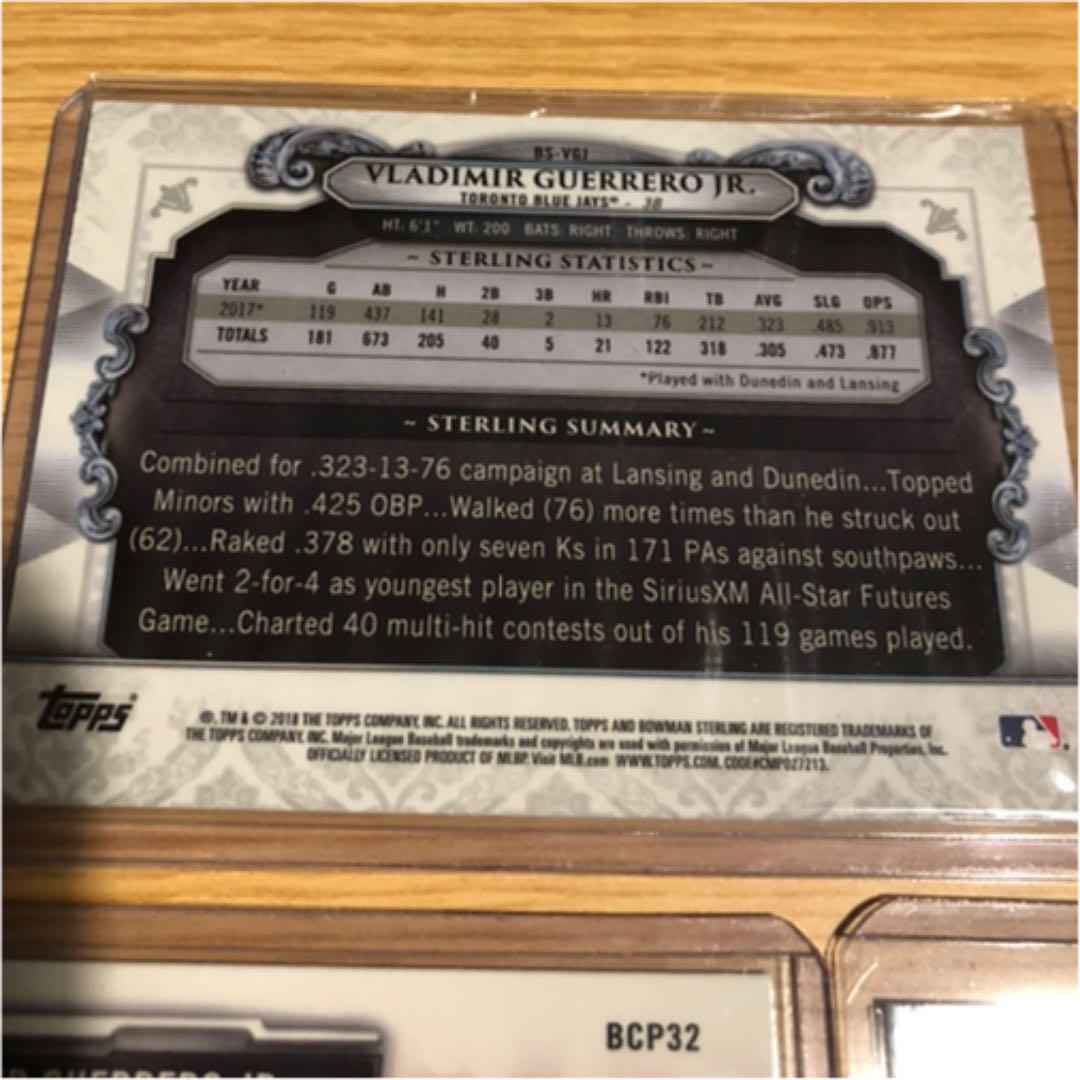 BS-VGJ
VLADIMIR GUERRERO JR.
TORONTO BLUE JAYS® - 3B
HT: 6'1" WT: 200 BATS: RIGHT THROWS: RIGHT
~ STERLING STATISTICS ~
YEAR G AB H 2B 3B HR RBI TB AVG SLG OPS
2017* 119 437 141 28 2 13 76 212 .323 .485 .913
TOTALS 181 673 205 40 5 21 122 318 .305 .473 .877
*Played with Dunedin and Lansing
~ STERLING SUMMARY ~
Combined for .323-13-76 campaign at Lansing and Dunedin...Topped
Minors with .425 OBP...Walked (76) more times than he struck out
(62)...Raked .378 with only seven Ks in 171 PAs against southpaws...
Went 2-for-4 as youngest player in the SiriusXM All-Star Futures
Game...Charted 40 multi-hit contests out of his 119 games played.
Topps®
®, TM & © 2018 THE TOPPS COMPANY, INC. ALL RIGHTS RESERVED. TOPPS AND BOWMAN STERLING ARE REGISTERED TRADEMARKS OF
THE TOPPS COMPANY, INC. Major League Baseball trademarks and copyrights are used with permission of Major League Baseball Properties, Inc.
OFFICIALLY LICENSED PRODUCT OF MLBP. Visit MLB.com WWW.TOPPS.COM. CODE#CMP027213.
BCP32
GUERRERO JR